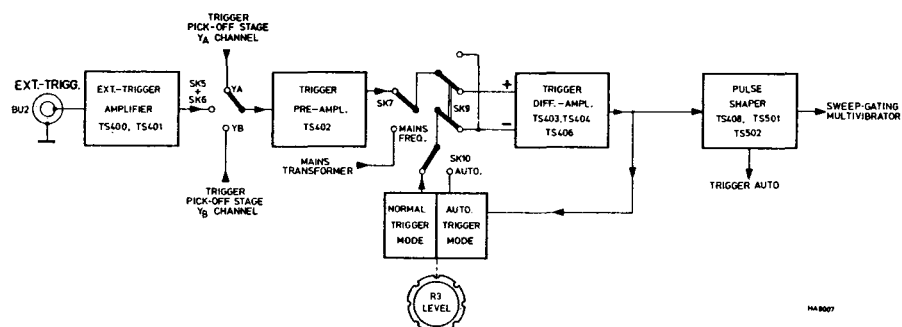 TRIGGER
PICK-OFF STAGE
YA CHANNEL
EXT.-TRIGG.
BU2
EXT.-TRIGGER
AMPLIFIER
TS400, TS401
SK5
+
SK6
YA
YB
TRIGGER
PICK-OFF STAGE
YB CHANNEL
TRIGGER
PRE-AMPL.
TS402
SK7
MAINS
FREQ.
MAINS
TRANSFORMER
SK9
+
−
SK10
AUTO.
NORMAL
TRIGGER
MODE
AUTO.
TRIGGER
MODE
R3
LEVEL
TRIGGER
DIFF.-AMPL.
TS403, TS404
TS406
PULSE
SHAPER
TS408, TS501
TS502
SWEEP-GATING
MULTIVIBRATOR
TRIGGER AUTO
MA8007